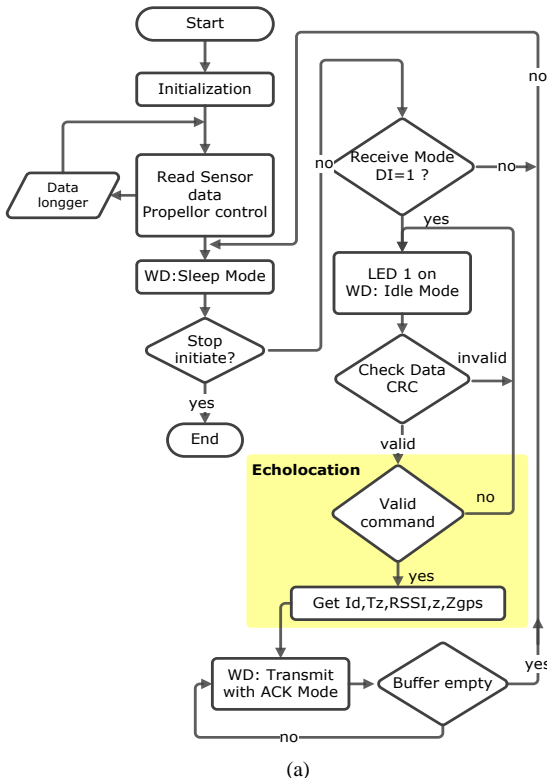 Start
Initialization
Data
longger
Read Sensor
data
Propellor control
WD:Sleep Mode
Stop
initiate?
yes
End
no
Receive Mode
DI=1 ?
no
no
yes
LED 1 on
WD: Idle Mode
Check Data
CRC
invalid
valid
Echolocation
Valid
command
no
yes
Get Id,Tz,RSSI,z,Zgps
WD: Transmit
with ACK Mode
Buffer empty
yes
no
(a)